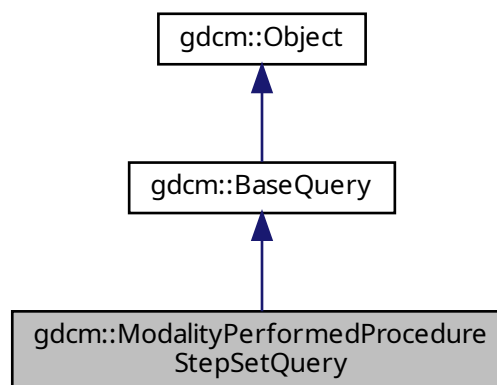 gdcm::Object
gdcm::BaseQuery
gdcm::ModalityPerformedProcedure
StepSetQuery